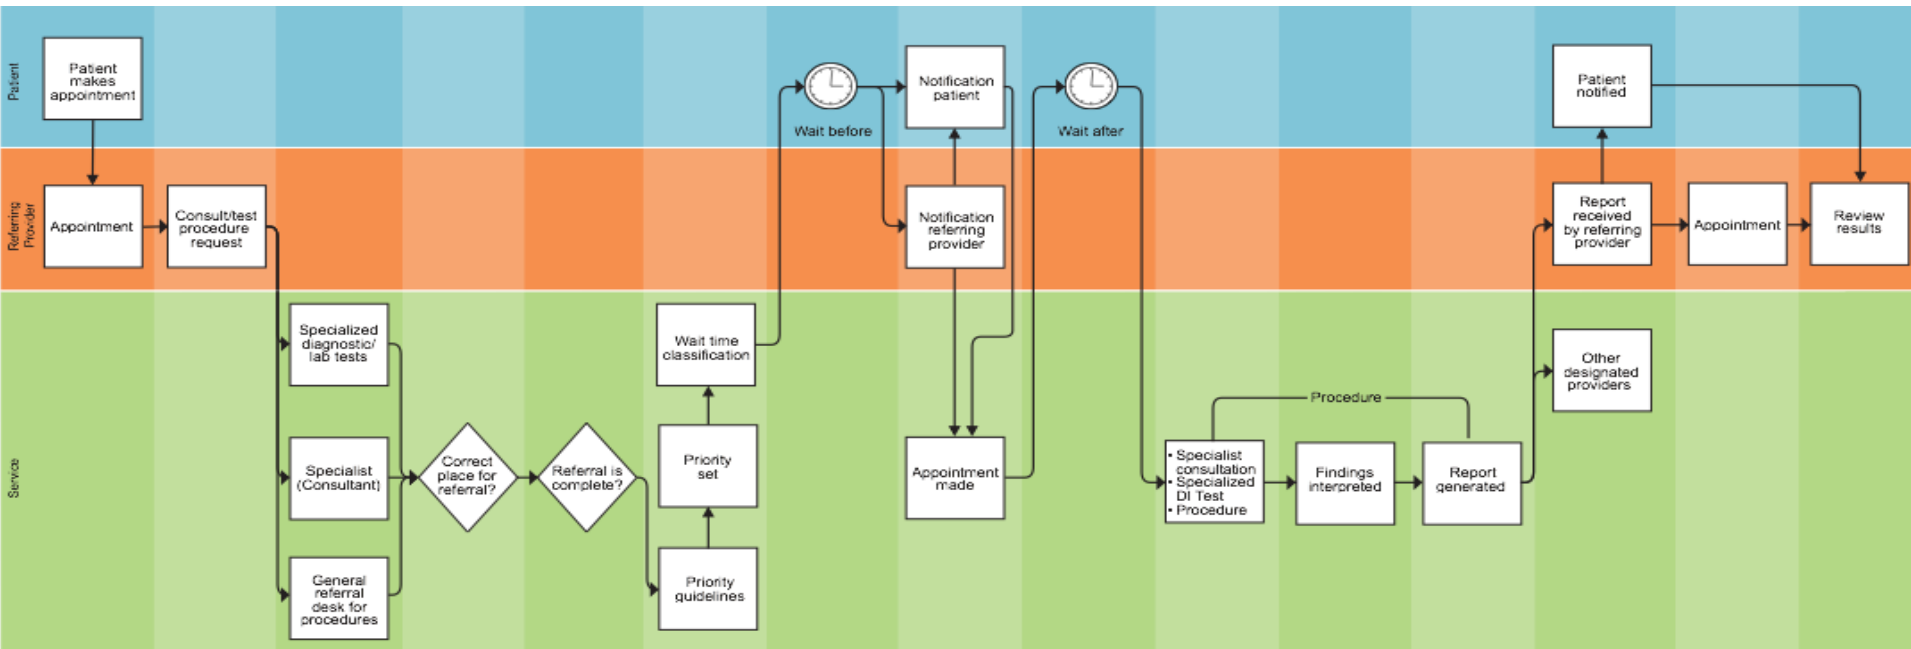 Patient
Patient
makes
appointment
Wait before
Notification
patient
Wait after
Patient
notified
Referring
Provider
Appointment
Consult/test
procedure
request
Notification
referring
provider
Report
received
by referring
provider
Appointment
Review
results
Service
Specialized
diagnostic/
lab tests
Specialist
(Consultant)
General
referral
desk for
procedures
Correct
place for
referral?
Referral is
complete?
Wait time
classification
Priority
set
Priority
guidelines
Appointment
made
Procedure
• Specialist
consultation
• Specialized
DI Test
• Procedure
Findings
interpreted
Report
generated
Other
designated
providers